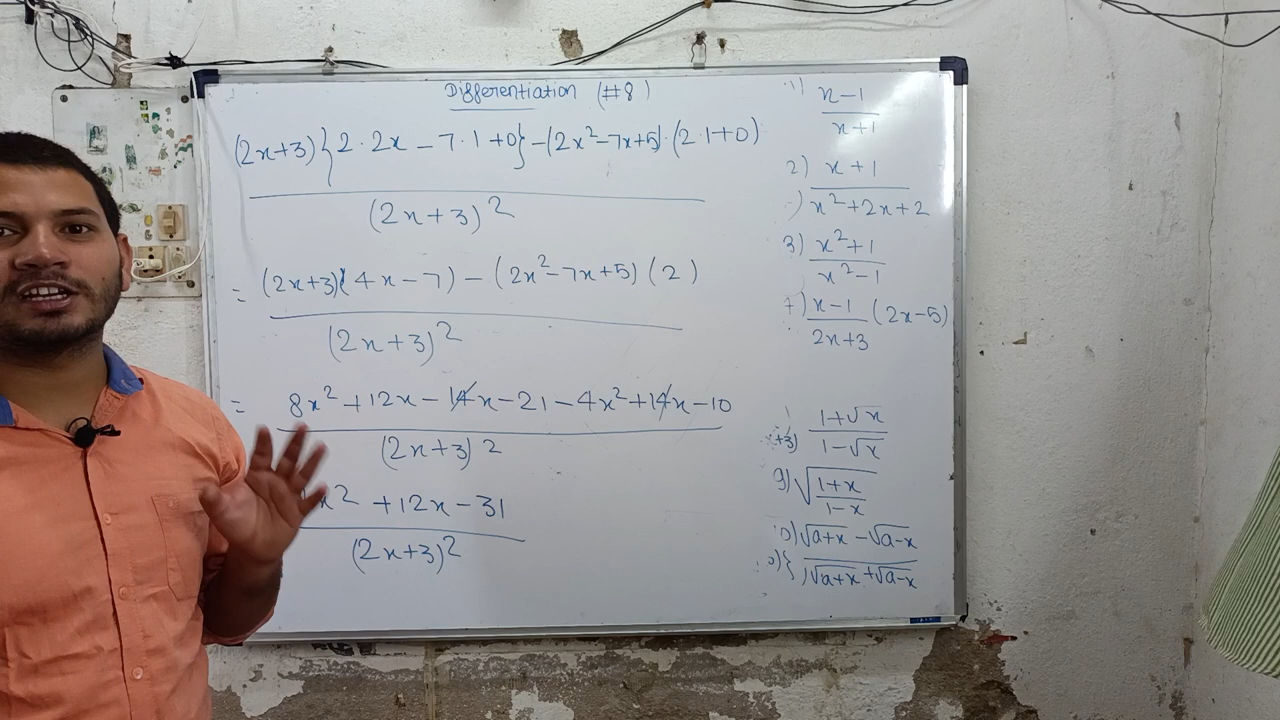 Differentiation (#8)
(2x+3){2.2x - 7.1+0} - (2x²-7x+5).(2.1+0)
(2x+3)²
= (2x+3)(4x-7) - (2x²-7x+5)(2)
(2x+3)²
= 8x²+12x-14x-21-4x²+14x-10
(2x+3)²
x²+12x-31
(2x+3)²
1) x-1
x+1
2) x+1
x²+2x+2
3) x²+1
x²-1
7) x-1 (2x-5)
2x+3
1+√x
1-√x
9) √1+x
1-x
√a+x - √a-x
√a+x + √a-x